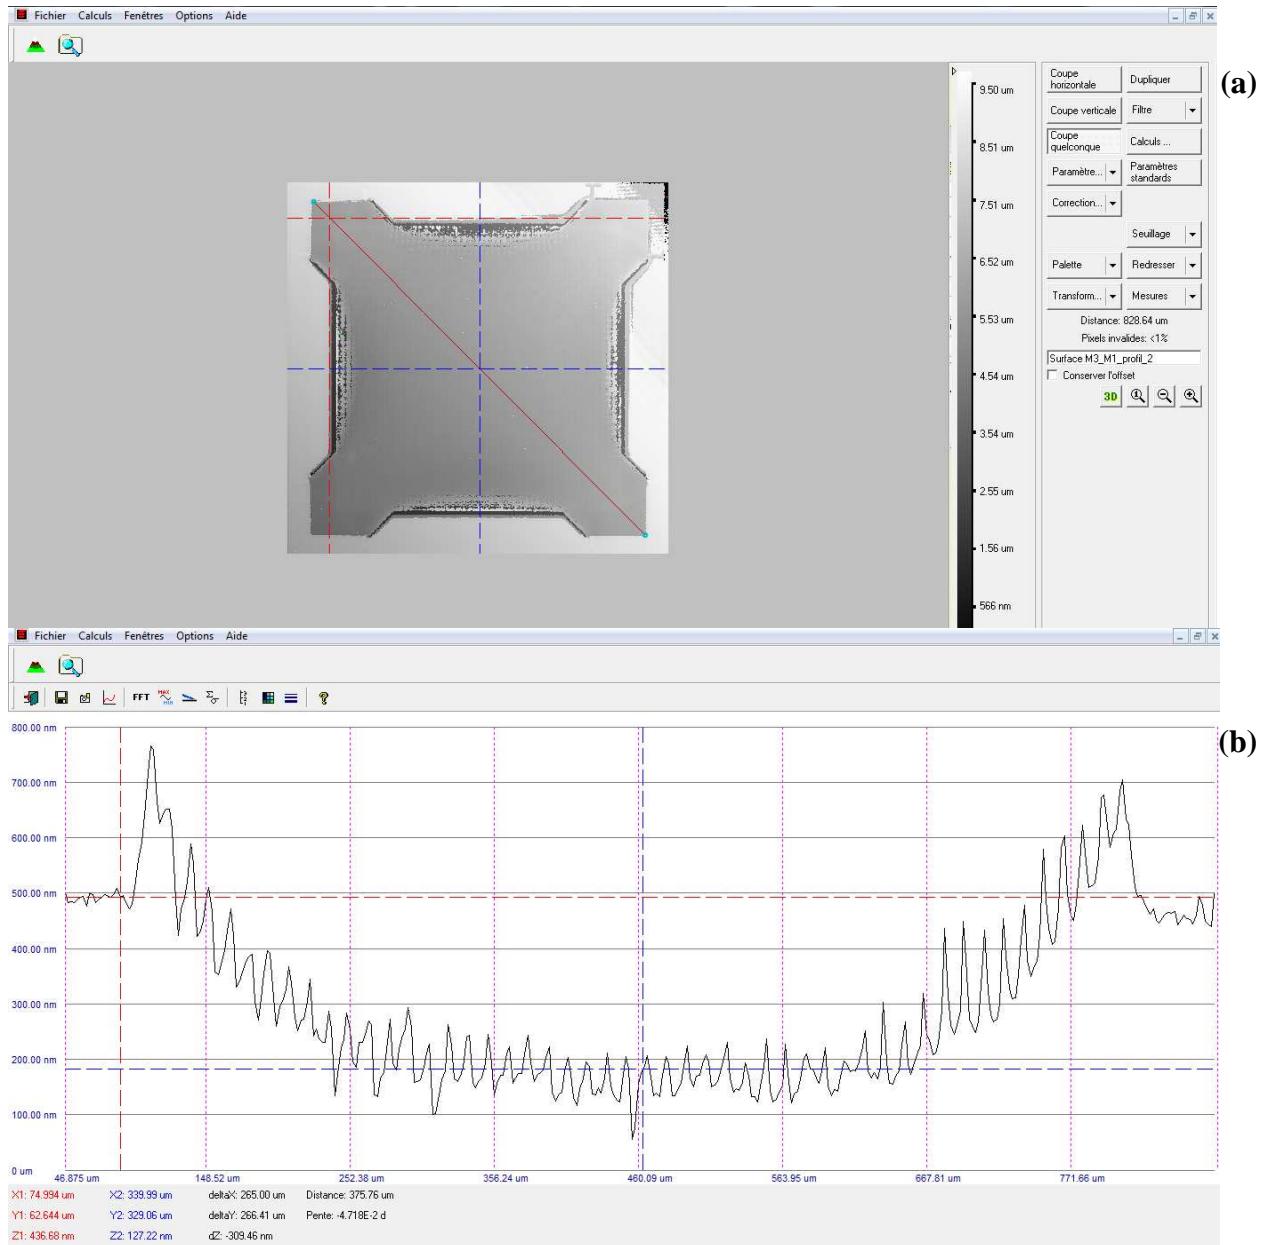 Fichier Calculs Fenêtres Options Aide
(a)
Coupe horizontale Dupliquer
Coupe verticale Filtre
Coupe quelconque Calculs ...
Paramètre... Paramètres standards
Correction...
Seuillage
Palette Redresser
Transform... Mesures
Distance: 828.64 um
Pixels invalides: <1%
Surface M3_M1_profil_2
Conserver l'offset
3D
9.50 um
8.51 um
7.51 um
6.52 um
5.53 um
4.54 um
3.54 um
2.55 um
1.56 um
566 nm
Fichier Calculs Fenêtres Options Aide
FFT MAX MIN Σσ ?
(b)
800.00 nm
700.00 nm
600.00 nm
500.00 nm
400.00 nm
300.00 nm
200.00 nm
100.00 nm
0 um
46.875 um 148.52 um 252.38 um 356.24 um 460.09 um 563.95 um 667.81 um 771.66 um
X1: 74.994 um X2: 339.99 um deltaX: 265.00 um Distance: 375.76 um
Y1: 62.644 um Y2: 329.06 um deltaY: 266.41 um Pente: -4.718E-2 d
Z1: 436.68 nm Z2: 127.22 nm dZ: -309.46 nm